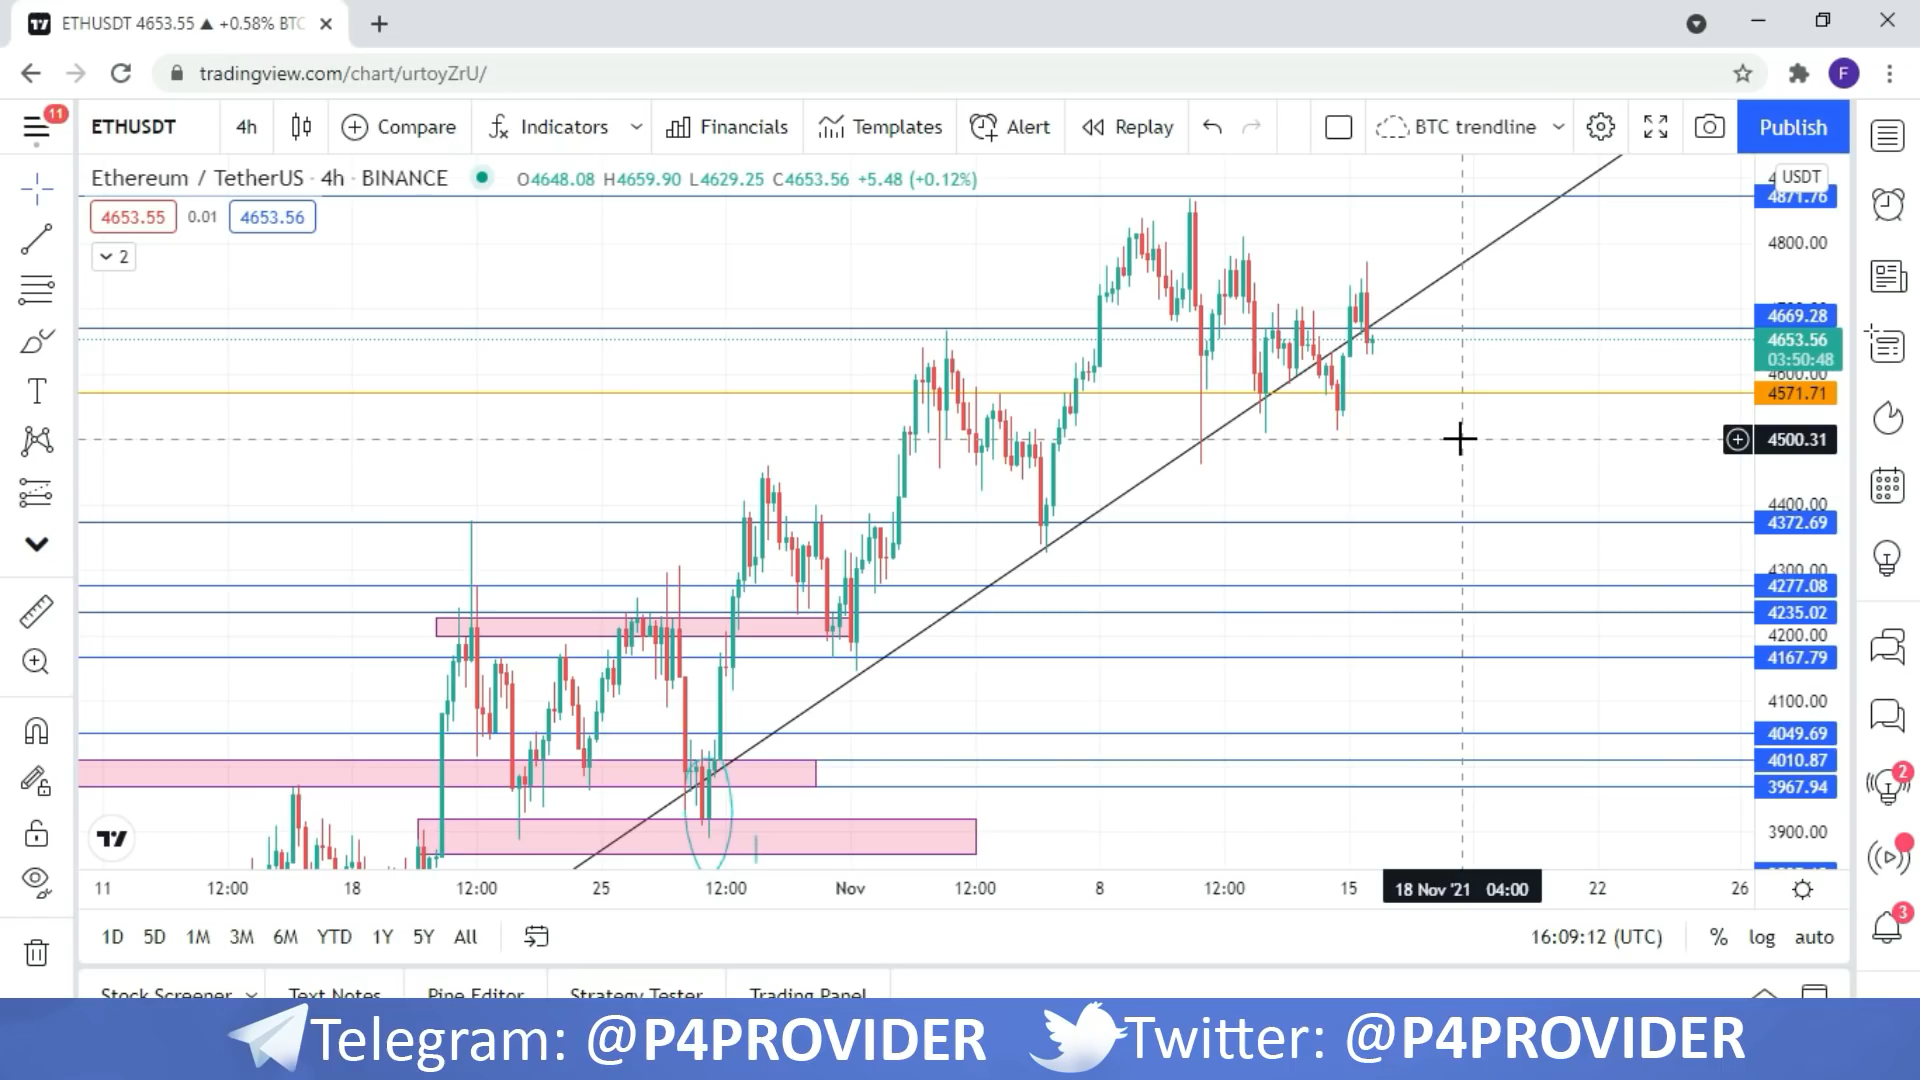 ETHUSDT 4653.55 ▲ +0.58% BTC
tradingview.com/chart/urtoyZrU/
F
11
ETHUSDT 4h Compare Indicators Financials Templates Alert Replay BTC trendline Publish
Ethereum / TetherUS · 4h · BINANCE O4648.08 H4659.90 L4629.25 C4653.56 +5.48 (+0.12%)
USDT
4871.76
4653.55 0.01 4653.56
4800.00
2
4669.28
4653.56
03:50:48
4571.71
4500.31
4400.00
4372.69
4300.00
4277.08
4235.02
4200.00
4167.79
4100.00
4049.69
4010.87
3967.94
2
3900.00
11 12:00 18 12:00 25 12:00 Nov 12:00 8 12:00 15 18 Nov '21 04:00 22 26
3
1D 5D 1M 3M 6M YTD 1Y 5Y All 16:09:12 (UTC) % log auto
Stock Screener Text Notes Pine Editor Strategy Tester Trading Panel
Telegram: @P4PROVIDER Twitter: @P4PROVIDER